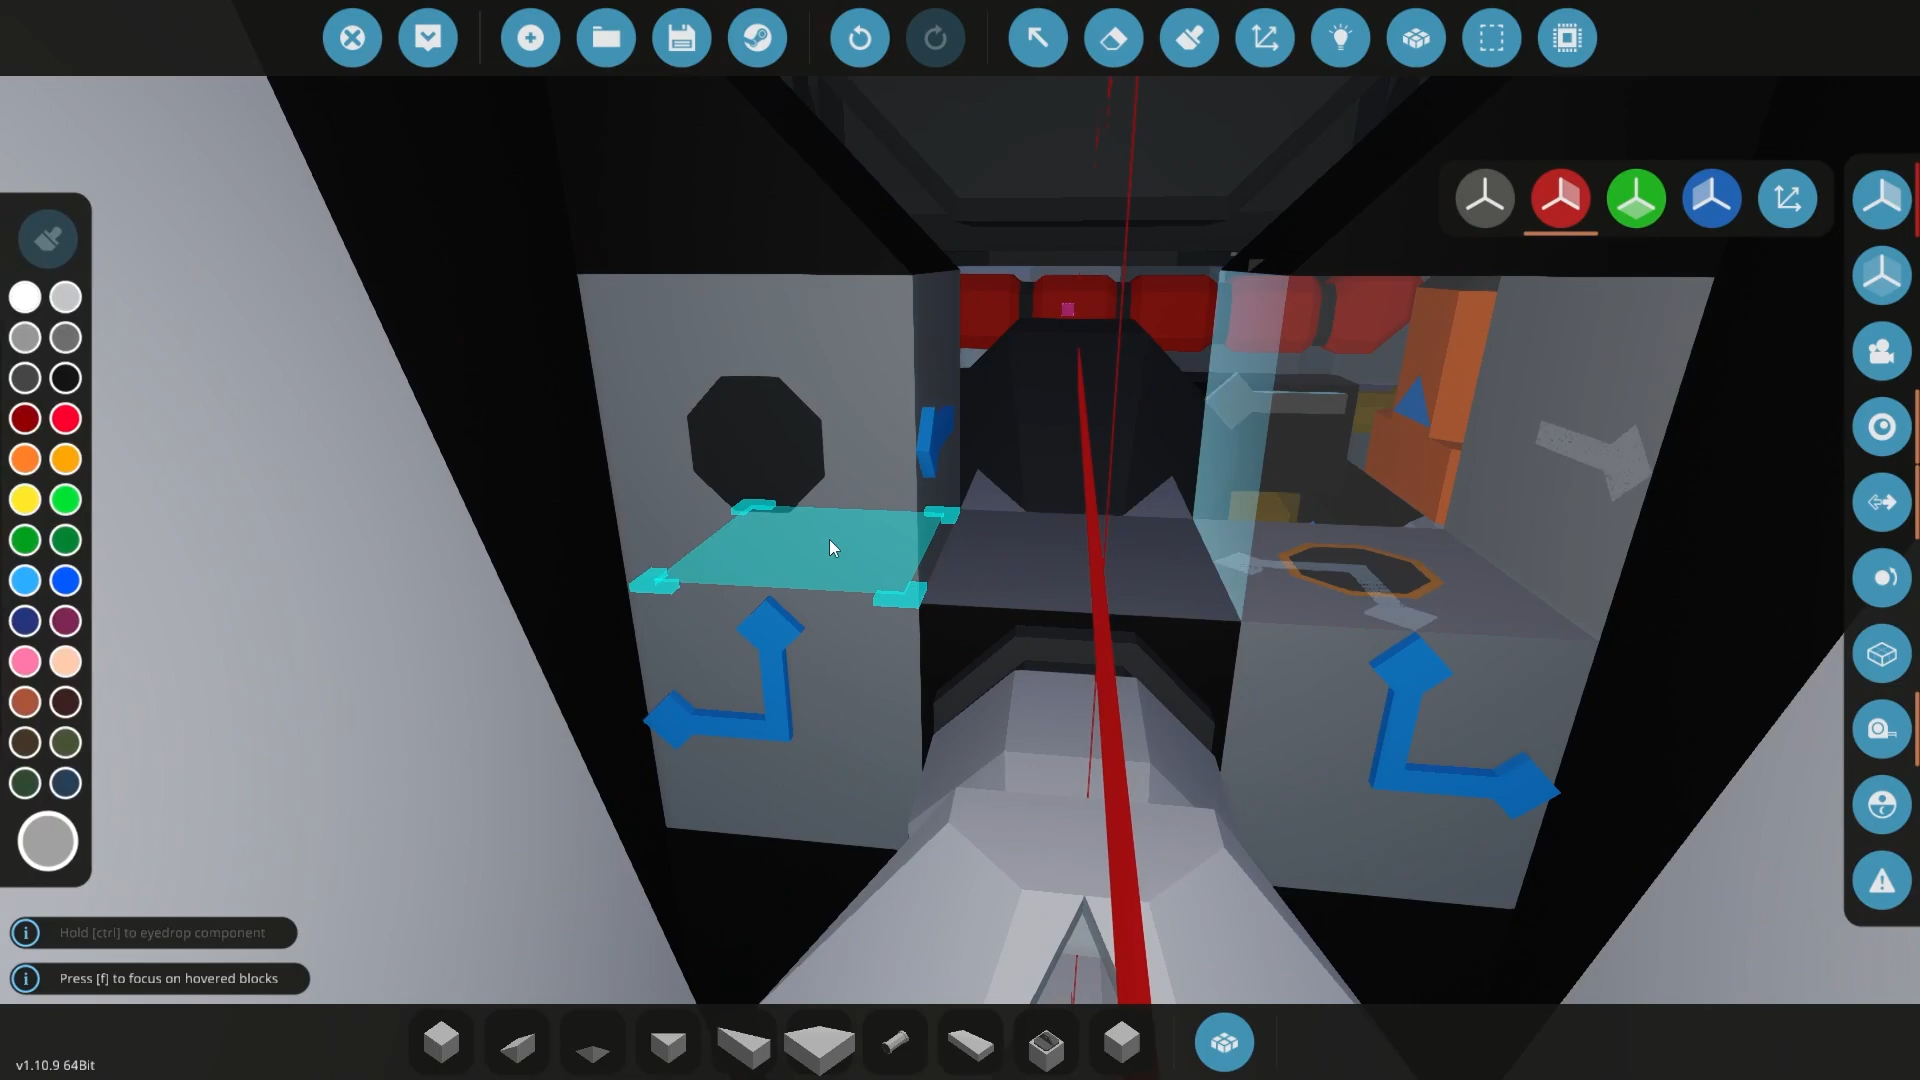 Hold [ctrl] to eyedrop component
Press [f] to focus on hovered blocks
v1.10.9 64Bit